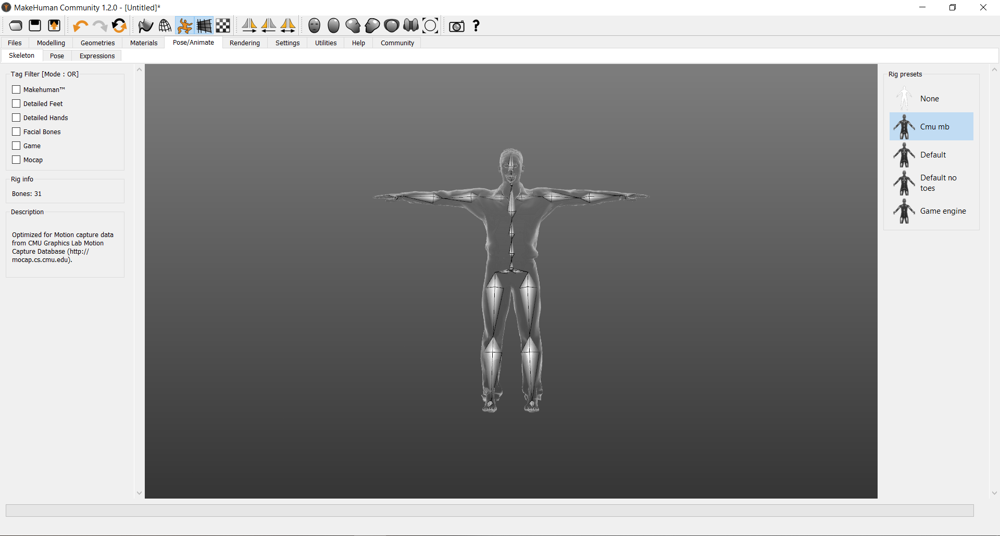 MakeHuman Community 1.2.0 - [Untitled]*
Files Modelling Geometries Materials Pose/Animate Rendering Settings Utilities Help Community
Skeleton Pose Expressions
Tag Filter [Mode : OR]
Makehuman™
Detailed Feet
Detailed Hands
Facial Bones
Game
Mocap
Rig info
Bones: 31
Description
Optimized for Motion capture data
from CMU Graphics Lab Motion
Capture Database (http://
mocap.cs.cmu.edu).
Rig presets
None
Cmu mb
Default
Default no
toes
Game engine